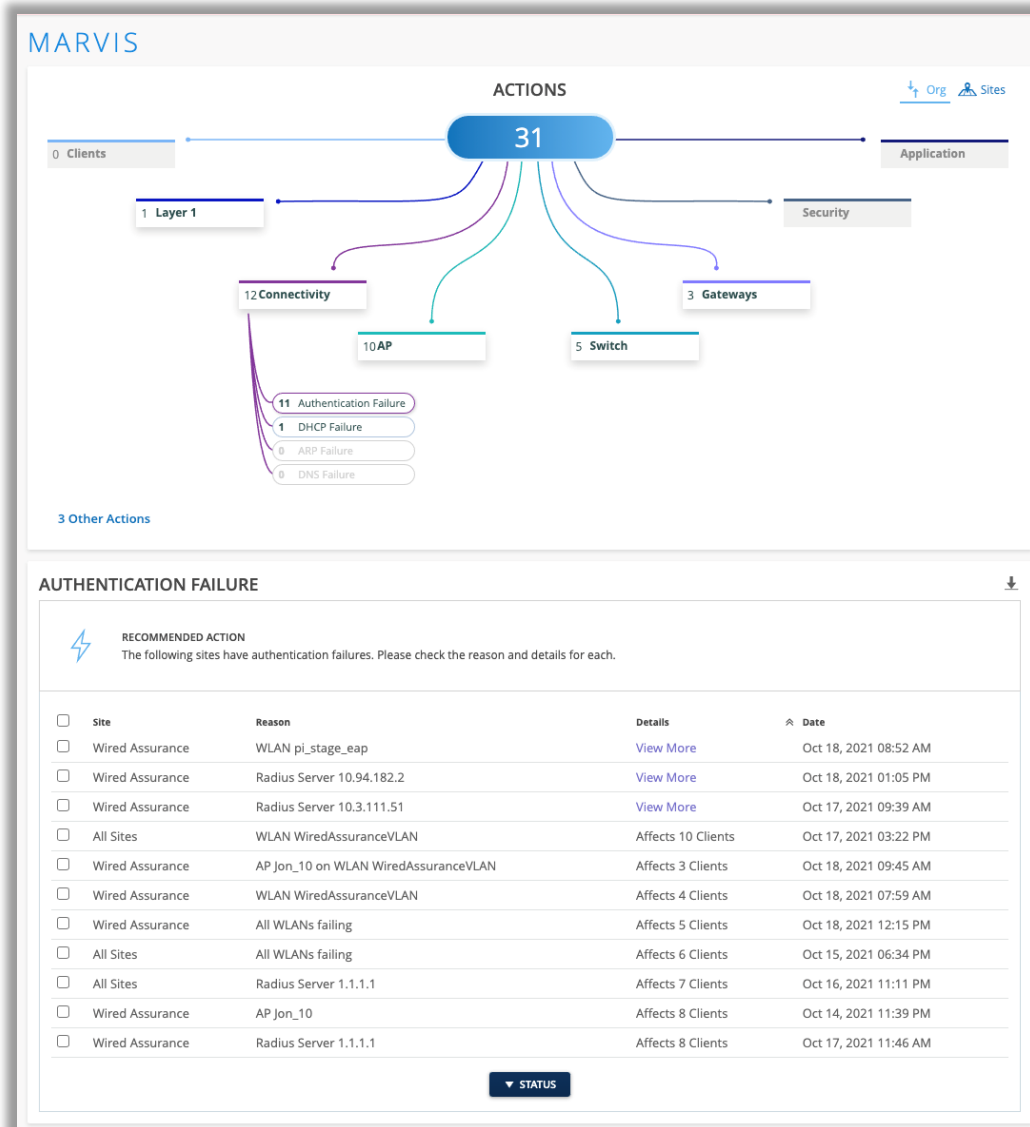 MARVIS
ACTIONS
Org Sites
31
0 Clients
Application
1 Layer 1
Security
12 Connectivity
3 Gateways
10 AP
5 Switch
11 Authentication Failure
1 DHCP Failure
0 ARP Failure
0 DNS Failure
3 Other Actions
AUTHENTICATION FAILURE
RECOMMENDED ACTION
The following sites have authentication failures. Please check the reason and details for each.
Site Reason Details Date
Wired Assurance WLAN pi_stage_eap View More Oct 18, 2021 08:52 AM
Wired Assurance Radius Server 10.94.182.2 View More Oct 18, 2021 01:05 PM
Wired Assurance Radius Server 10.3.111.51 View More Oct 17, 2021 09:39 AM
All Sites WLAN WiredAssuranceVLAN Affects 10 Clients Oct 17, 2021 03:22 PM
Wired Assurance AP Jon_10 on WLAN WiredAssuranceVLAN Affects 3 Clients Oct 18, 2021 09:45 AM
Wired Assurance WLAN WiredAssuranceVLAN Affects 4 Clients Oct 18, 2021 07:59 AM
Wired Assurance All WLANs failing Affects 5 Clients Oct 18, 2021 12:15 PM
All Sites All WLANs failing Affects 6 Clients Oct 15, 2021 06:34 PM
All Sites Radius Server 1.1.1.1 Affects 7 Clients Oct 16, 2021 11:11 PM
Wired Assurance AP Jon_10 Affects 8 Clients Oct 14, 2021 11:39 PM
Wired Assurance Radius Server 1.1.1.1 Affects 8 Clients Oct 17, 2021 11:46 AM
STATUS